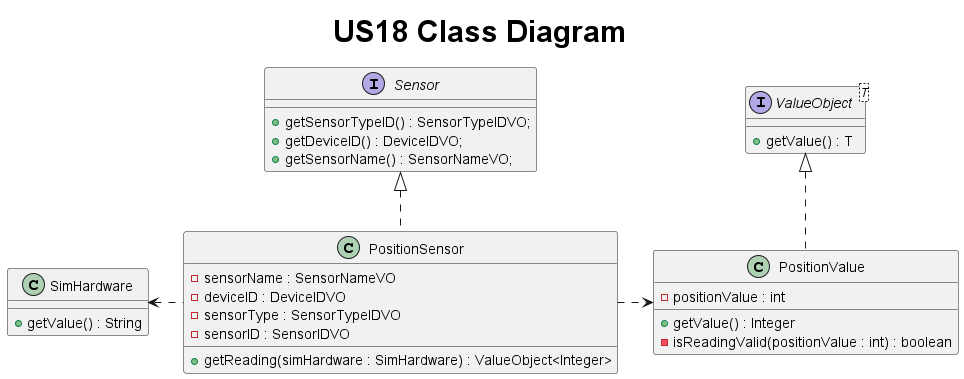 US18 Class Diagram
I Sensor
getSensorTypeID() : SensorTypeIDVO;
getDeviceID() : DeviceIDVO;
getSensorName() : SensorNameVO;
I ValueObject T
getValue() : T
C SimHardware
getValue() : String
C PositionSensor
sensorName : SensorNameVO
deviceID : DeviceIDVO
sensorType : SensorTypeIDVO
sensorID : SensorIDVO
getReading(simHardware : SimHardware) : ValueObject<Integer>
C PositionValue
positionValue : int
getValue() : Integer
isReadingValid(positionValue : int) : boolean